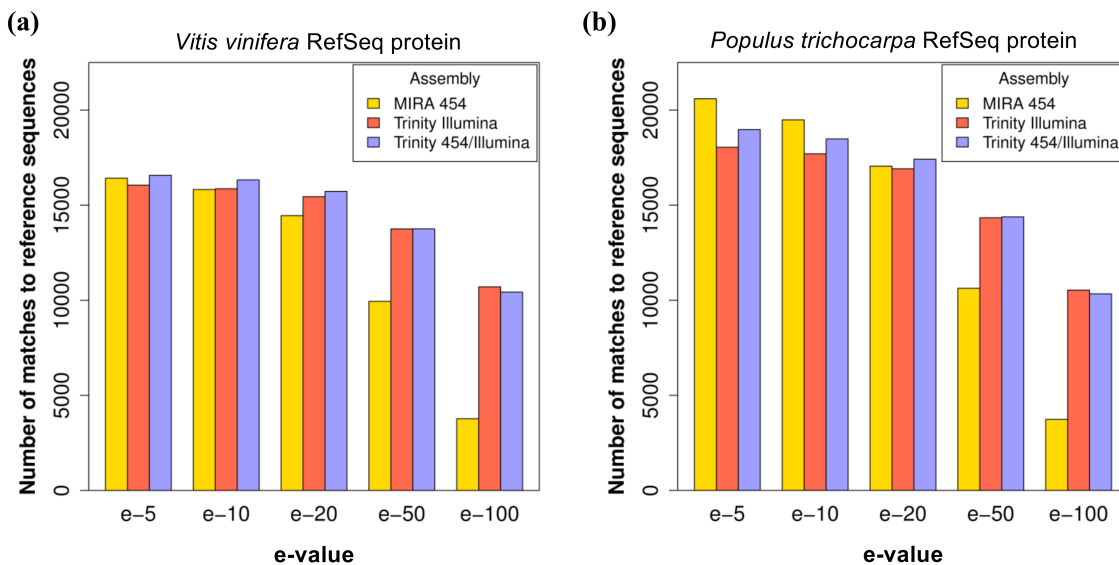 (a)
Vitis vinifera RefSeq protein
Number of matches to reference sequences
20000
15000
10000
5000
0
Assembly
MIRA 454
Trinity Illumina
Trinity 454/Illumina
e−5 e−10 e−20 e−50 e−100
e-value
(b)
Populus trichocarpa RefSeq protein
Number of matches to reference sequences
20000
15000
10000
5000
0
Assembly
MIRA 454
Trinity Illumina
Trinity 454/Illumina
e−5 e−10 e−20 e−50 e−100
e-value